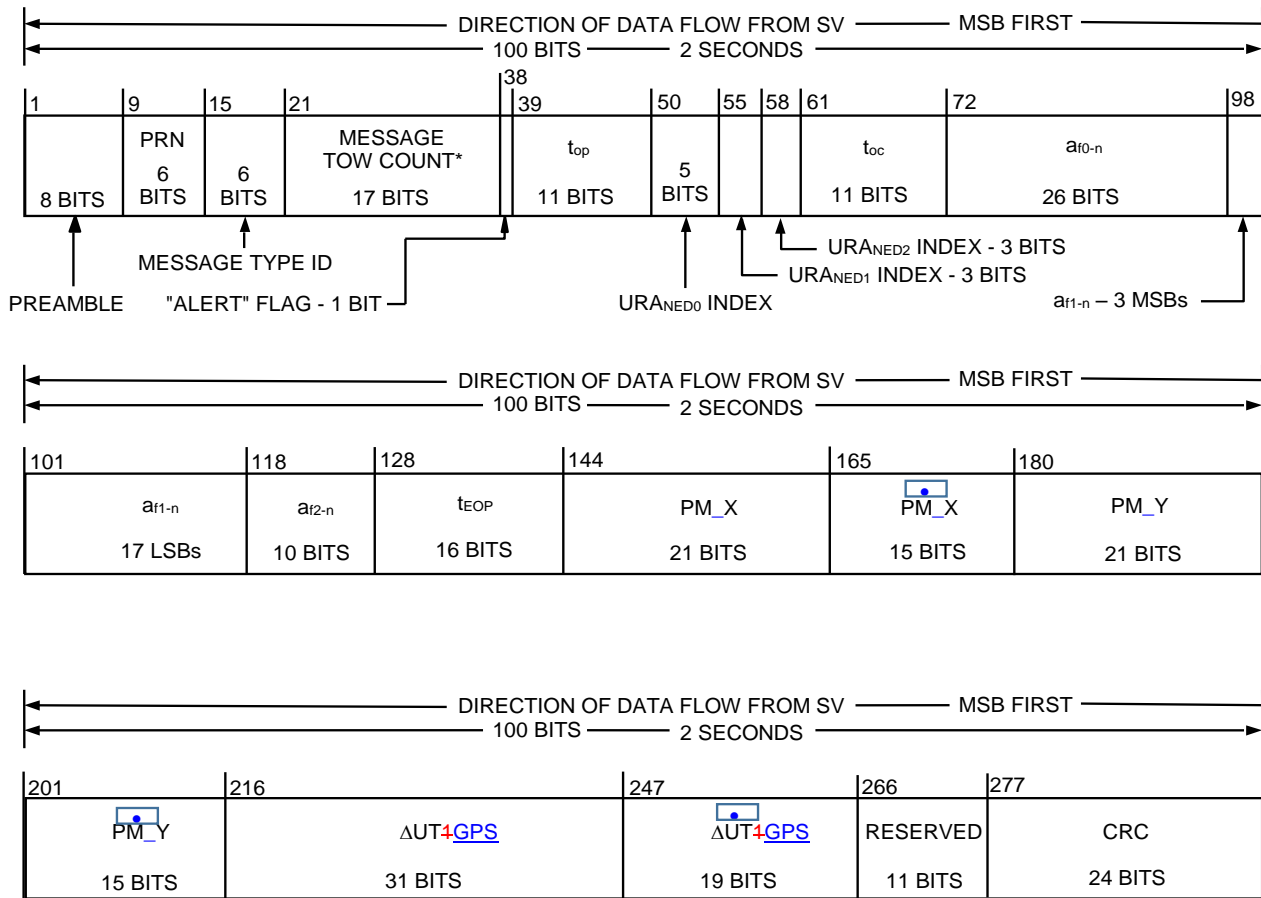 DIRECTION OF DATA FLOW FROM SV MSB FIRST
100 BITS 2 SECONDS
38
1 9 15 21 39 50 55 58 61 72 98
PRN MESSAGE
TOW COUNT* top toc af0-n
6 6 5
8 BITS BITS BITS 17 BITS 11 BITS BITS 11 BITS 26 BITS
URANED2 INDEX - 3 BITS
MESSAGE TYPE ID URANED1 INDEX - 3 BITS
PREAMBLE "ALERT" FLAG - 1 BIT URANED0 INDEX af1-n – 3 MSBs
DIRECTION OF DATA FLOW FROM SV MSB FIRST
100 BITS 2 SECONDS
101 118 128 144 165 180
af1-n af2-n tEOP PM_X PM_X PM_Y
17 LSBs 10 BITS 16 BITS 21 BITS 15 BITS 21 BITS
DIRECTION OF DATA FLOW FROM SV MSB FIRST
100 BITS 2 SECONDS
201 216 247 266 277
PM_Y ΔUT1GPS ΔUT1GPS RESERVED CRC
15 BITS 31 BITS 19 BITS 11 BITS 24 BITS